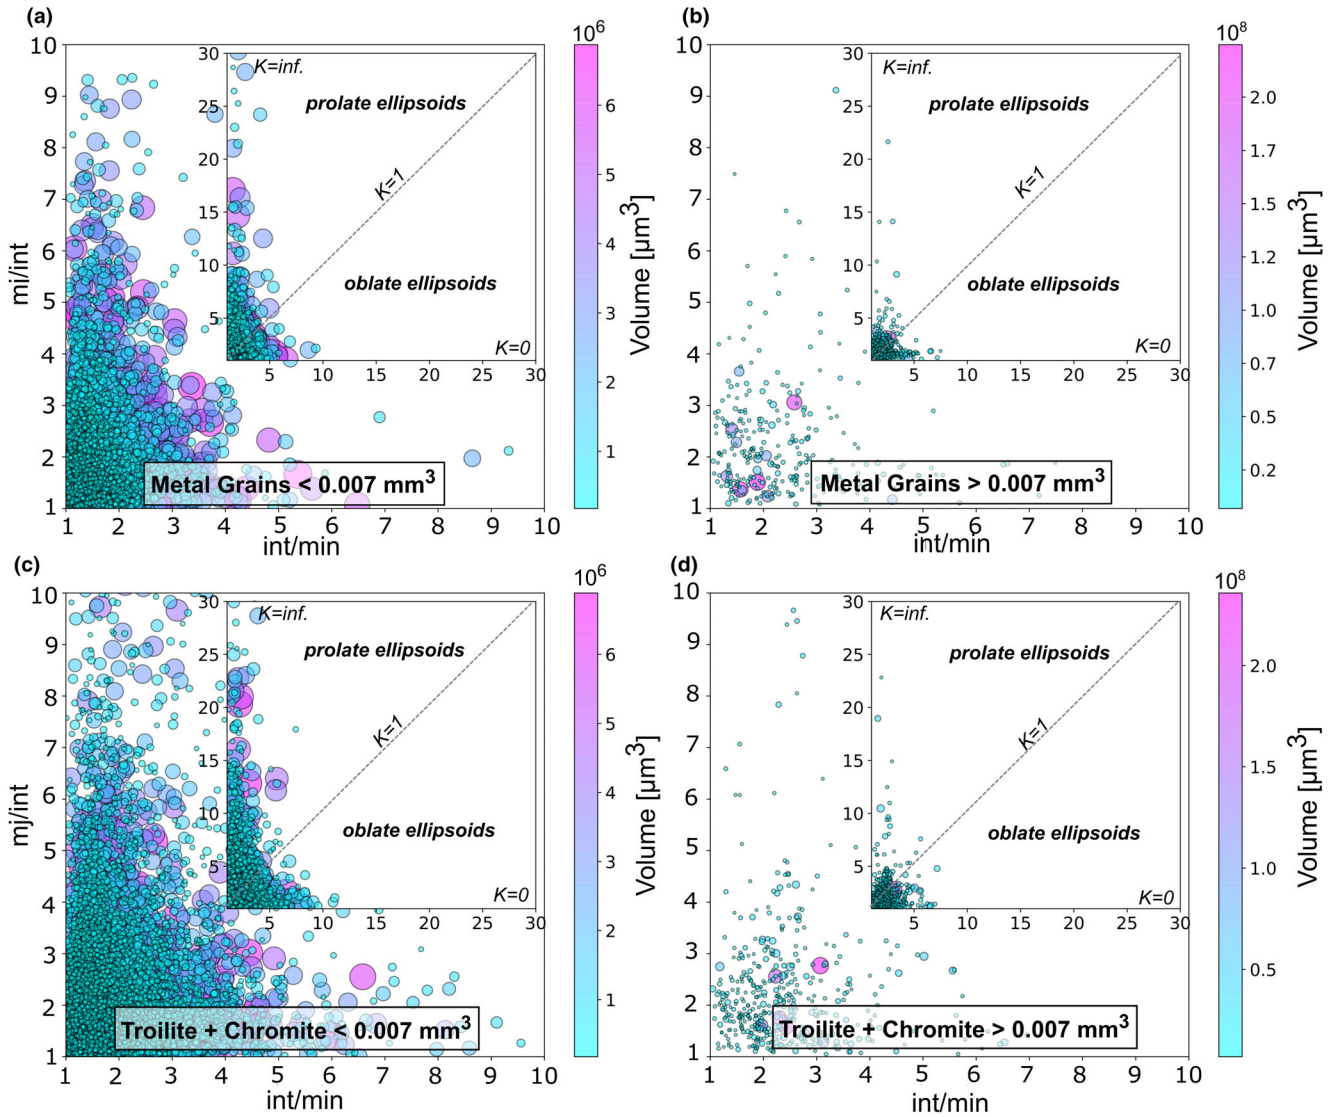 (a)
10⁶
10
9
8
7
6
5
4
3
2
1
mj/int
1 2 3 4 5 6 7 8 9 10
int/min
30
25
20
15
10
5
5 10 15 20 25 30
K=inf.
prolate ellipsoids
K=1
oblate ellipsoids
K=0
Metal Grains < 0.007 mm³
6
5
4
3
2
1
Volume [µm³]
(b)
10⁸
10
9
8
7
6
5
4
3
2
1
1 2 3 4 5 6 7 8 9 10
int/min
30
25
20
15
10
5
5 10 15 20 25 30
K=inf.
prolate ellipsoids
K=1
oblate ellipsoids
K=0
Metal Grains > 0.007 mm³
2.0
1.7
1.5
1.2
1.0
0.7
0.5
0.2
Volume [µm³]
(c)
10⁶
10
9
8
7
6
5
4
3
2
1
mj/int
1 2 3 4 5 6 7 8 9 10
int/min
30
25
20
15
10
5
5 10 15 20 25 30
K=inf.
prolate ellipsoids
K=1
oblate ellipsoids
K=0
Troilite + Chromite < 0.007 mm³
6
5
4
3
2
1
Volume [µm³]
(d)
10⁸
10
9
8
7
6
5
4
3
2
1
1 2 3 4 5 6 7 8 9 10
int/min
30
25
20
15
10
5
5 10 15 20 25 30
K=inf.
prolate ellipsoids
K=1
oblate ellipsoids
K=0
Troilite + Chromite > 0.007 mm³
2.0
1.5
1.0
0.5
Volume [µm³]